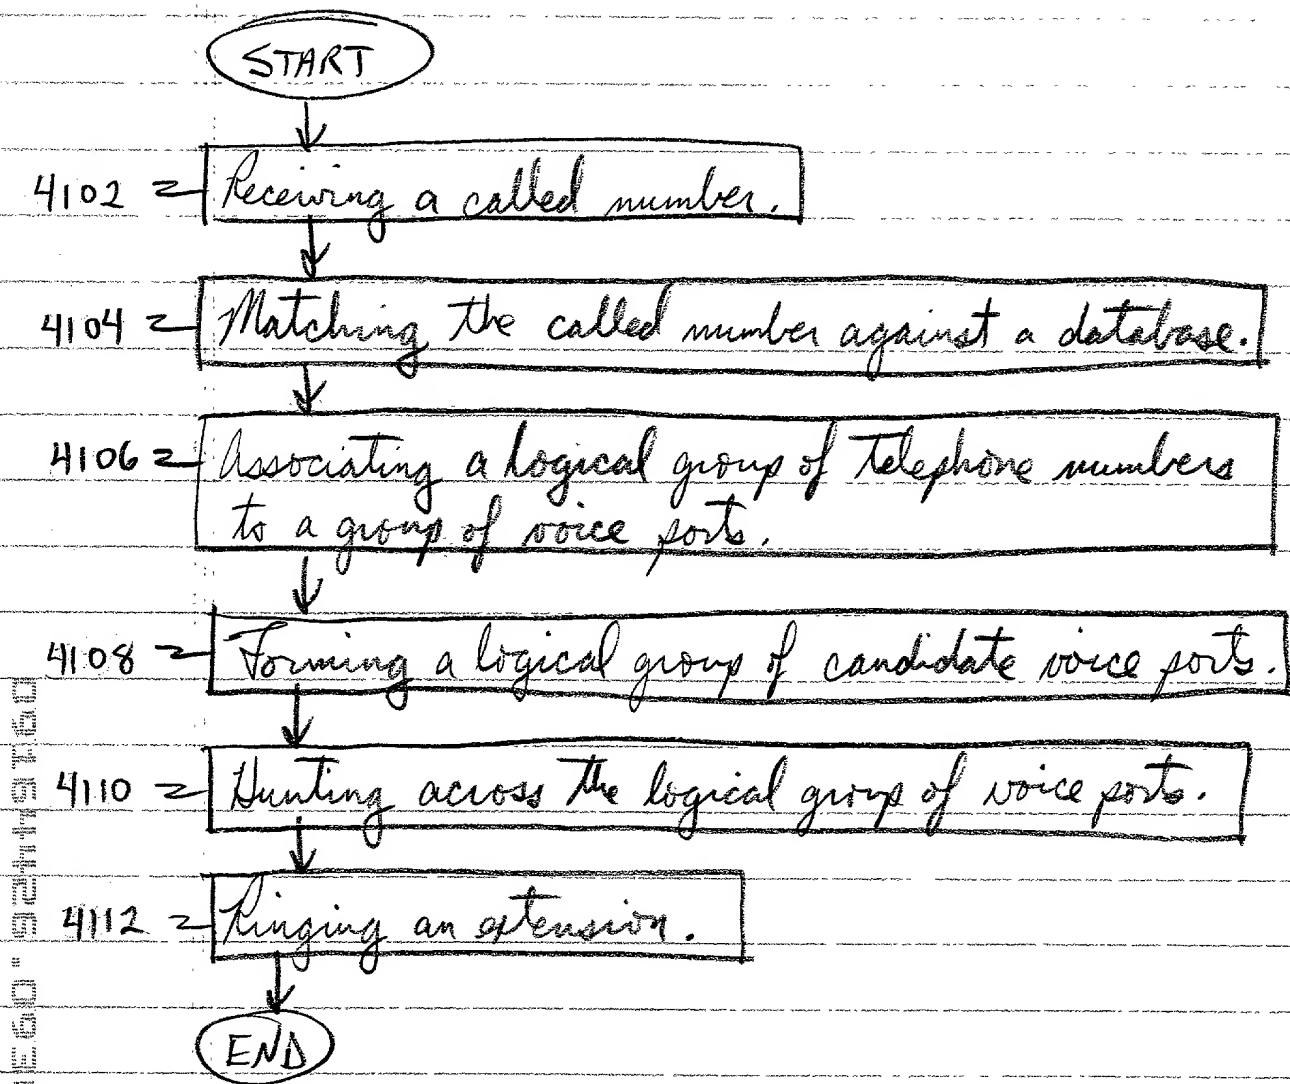 START
4102 Receiving a called number.
4104 Matching the called number against a database.
4106 Associating a logical group of telephone numbers
to a group of voice ports.
4108 Forming a logical group of candidate voice ports.
4110 Hunting across the logical group of voice ports.
4112 Ringing an extension.
END